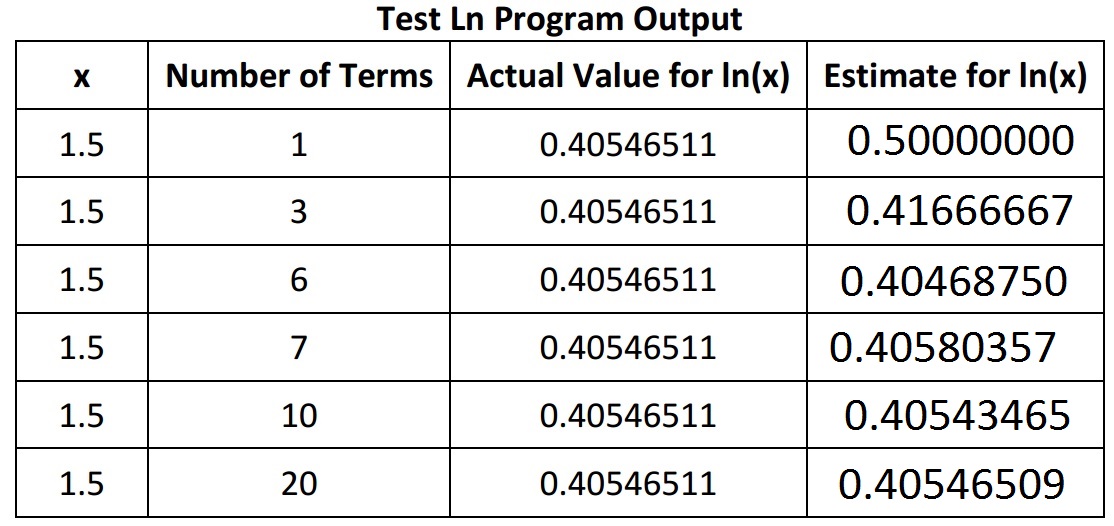 Test Ln Program Output
x Number of Terms Actual Value for ln(x) Estimate for ln(x)
1.5 1 0.40546511 0.50000000
1.5 3 0.40546511 0.41666667
1.5 6 0.40546511 0.40468750
1.5 7 0.40546511 0.40580357
1.5 10 0.40546511 0.40543465
1.5 20 0.40546511 0.40546509